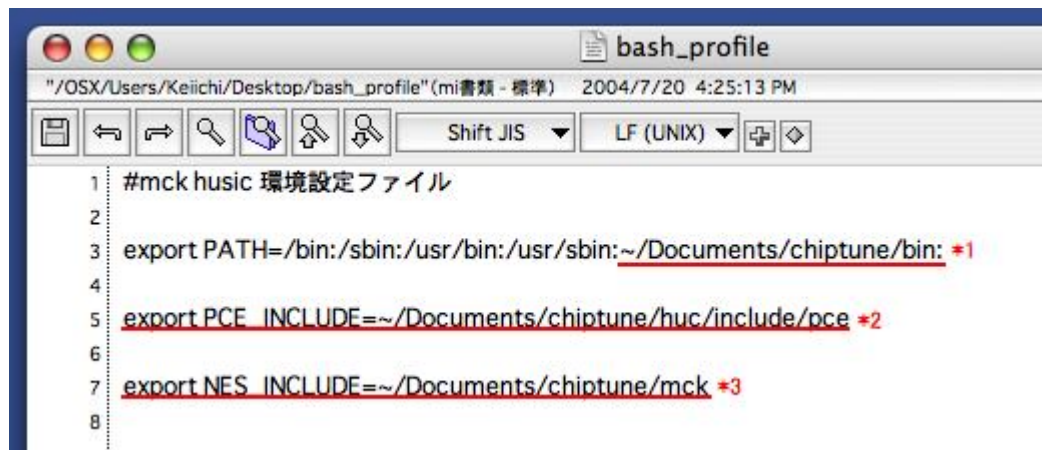 bash_profile
"/OSX/Users/Keiichi/Desktop/bash_profile"(mi書類 - 標準) 2004/7/20 4:25:13 PM
Shift JIS LF (UNIX)
1 #mck husic 環境設定ファイル
2
3 export PATH=/bin:/sbin:/usr/bin:/usr/sbin:~/Documents/chiptune/bin: *1
4
5 export PCE_INCLUDE=~/Documents/chiptune/huc/include/pce *2
6
7 export NES_INCLUDE=~/Documents/chiptune/mck *3
8